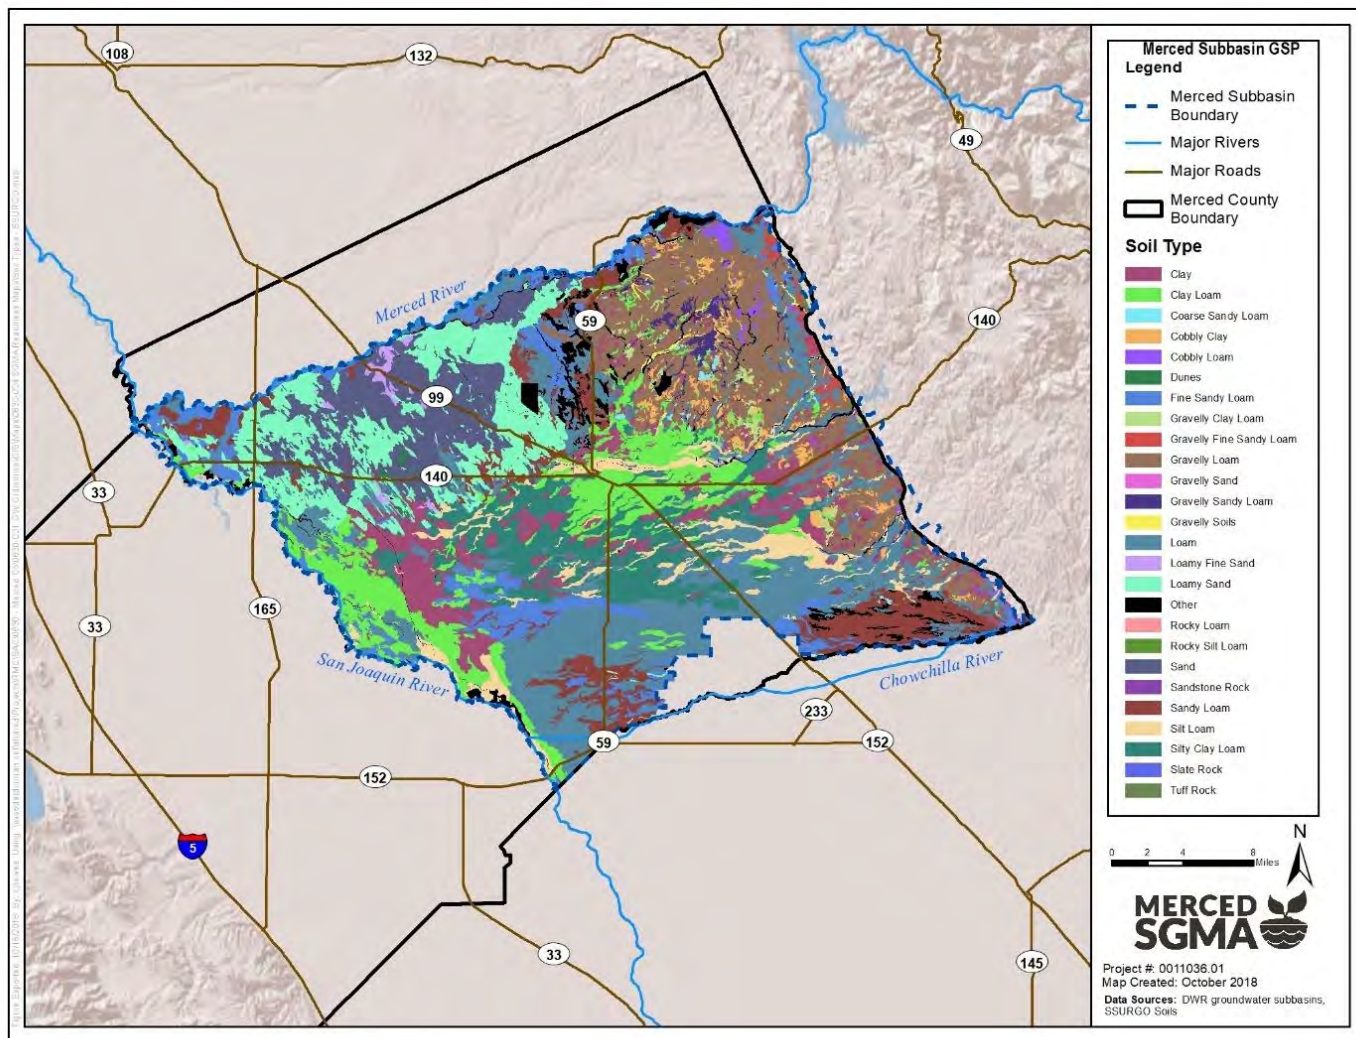 108
132
49
Merced River
59
140
99
140
33
165
33
San Joaquin River
Chowchilla River
233
59
152
152
5
33
145
Merced Subbasin GSP
Legend
Merced Subbasin
Boundary
Major Rivers
Major Roads
Merced County
Boundary
Soil Type
Clay
Clay Loam
Coarse Sandy Loam
Cobbly Clay
Cobbly Loam
Dunes
Fine Sandy Loam
Gravelly Clay Loam
Gravelly Fine Sandy Loam
Gravelly Loam
Gravelly Sand
Gravelly Sandy Loam
Gravelly Soils
Loam
Loamy Fine Sand
Loamy Sand
Other
Rocky Loam
Rocky Silt Loam
Sand
Sandstone Rock
Sandy Loam
Silt Loam
Silty Clay Loam
Slate Rock
Tuff Rock
N
0 2 4 8
Miles
MERCED
SGMA
Project #: 0011036.01
Map Created: October 2018
Data Sources: DWR groundwater subbasins,
SSURGO Soils